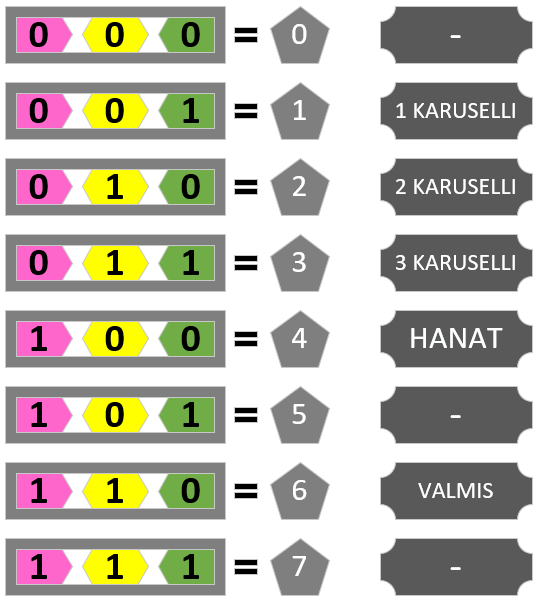 0 0 0 = 0 -
0 0 1 = 1 1 KARUSELLI
0 1 0 = 2 2 KARUSELLI
0 1 1 = 3 3 KARUSELLI
1 0 0 = 4 HANAT
1 0 1 = 5 -
1 1 0 = 6 VALMIS
1 1 1 = 7 -